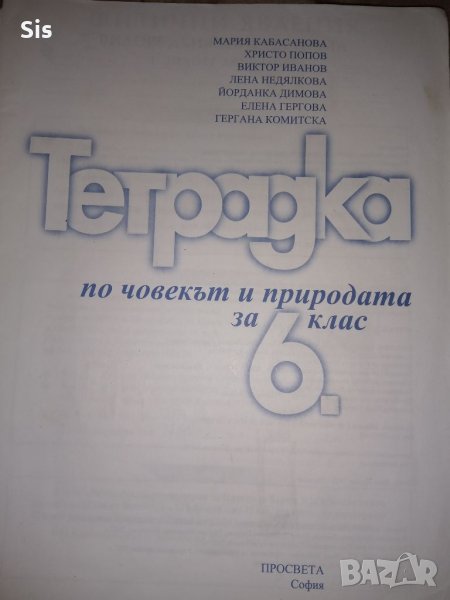 Sis
МАРИЯ КАБАСАНОВА
ХРИСТО ПОПОВ
ВИКТОР ИВАНОВ
ЛЕНА НЕДЯЛКОВА
ЙОРДАНКА ДИМОВА
ЕЛЕНА ГЕРГОВА
ГЕРГАНА КОМИТСКА
Тетрадка
по човекът и природата
за 6. клас
ПРОСВЕТА
София
BAZAR